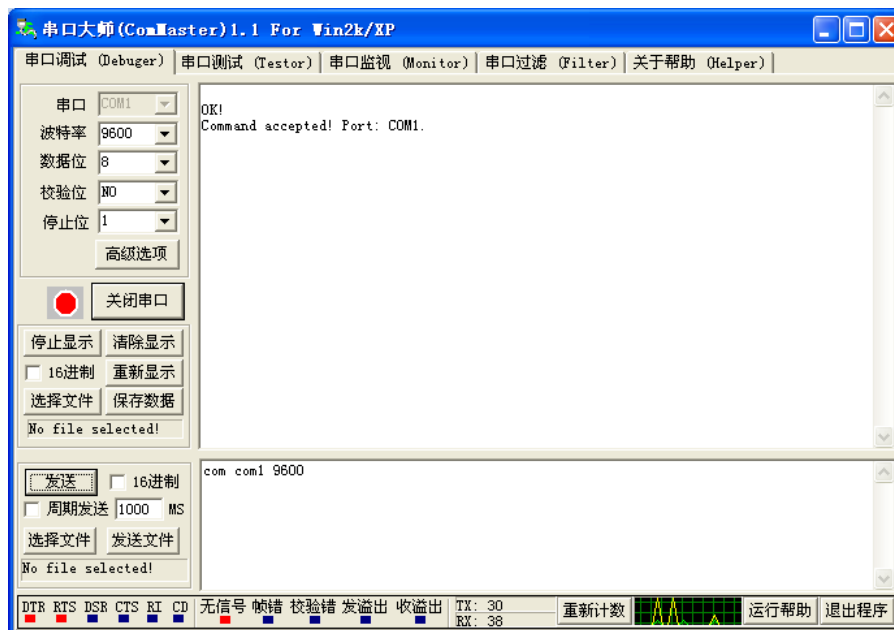 串口大师(ComMaster)1.1 For Win2k/XP
串口调试 (Debuger) 串口测试 (Testor) 串口监视 (Monitor) 串口过滤 (Filter) 关于帮助 (Helper)
串口 COM1
波特率 9600
数据位 8
校验位 NO
停止位 1
高级选项
关闭串口
停止显示 清除显示
16进制 重新显示
选择文件 保存数据
No file selected!
OK!
Command accepted! Port: COM1.
发送 16进制
周期发送 1000 MS
选择文件 发送文件
No file selected!
com com1 9600
DTR RTS DSR CTS RI CD 无信号 帧错 校验错 发溢出 收溢出 TX: 30 重新计数 运行帮助 退出程序
RX: 38